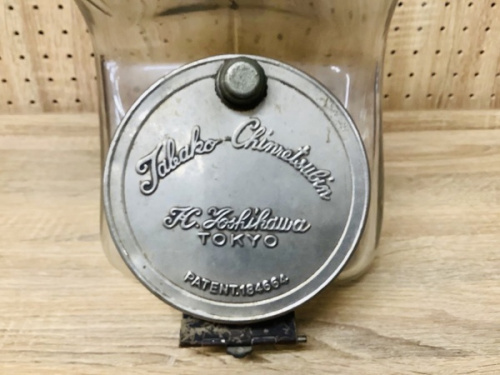 Tabako-Chinretsubin
H. Yoshikawa
TOKYO
PATENT.184664